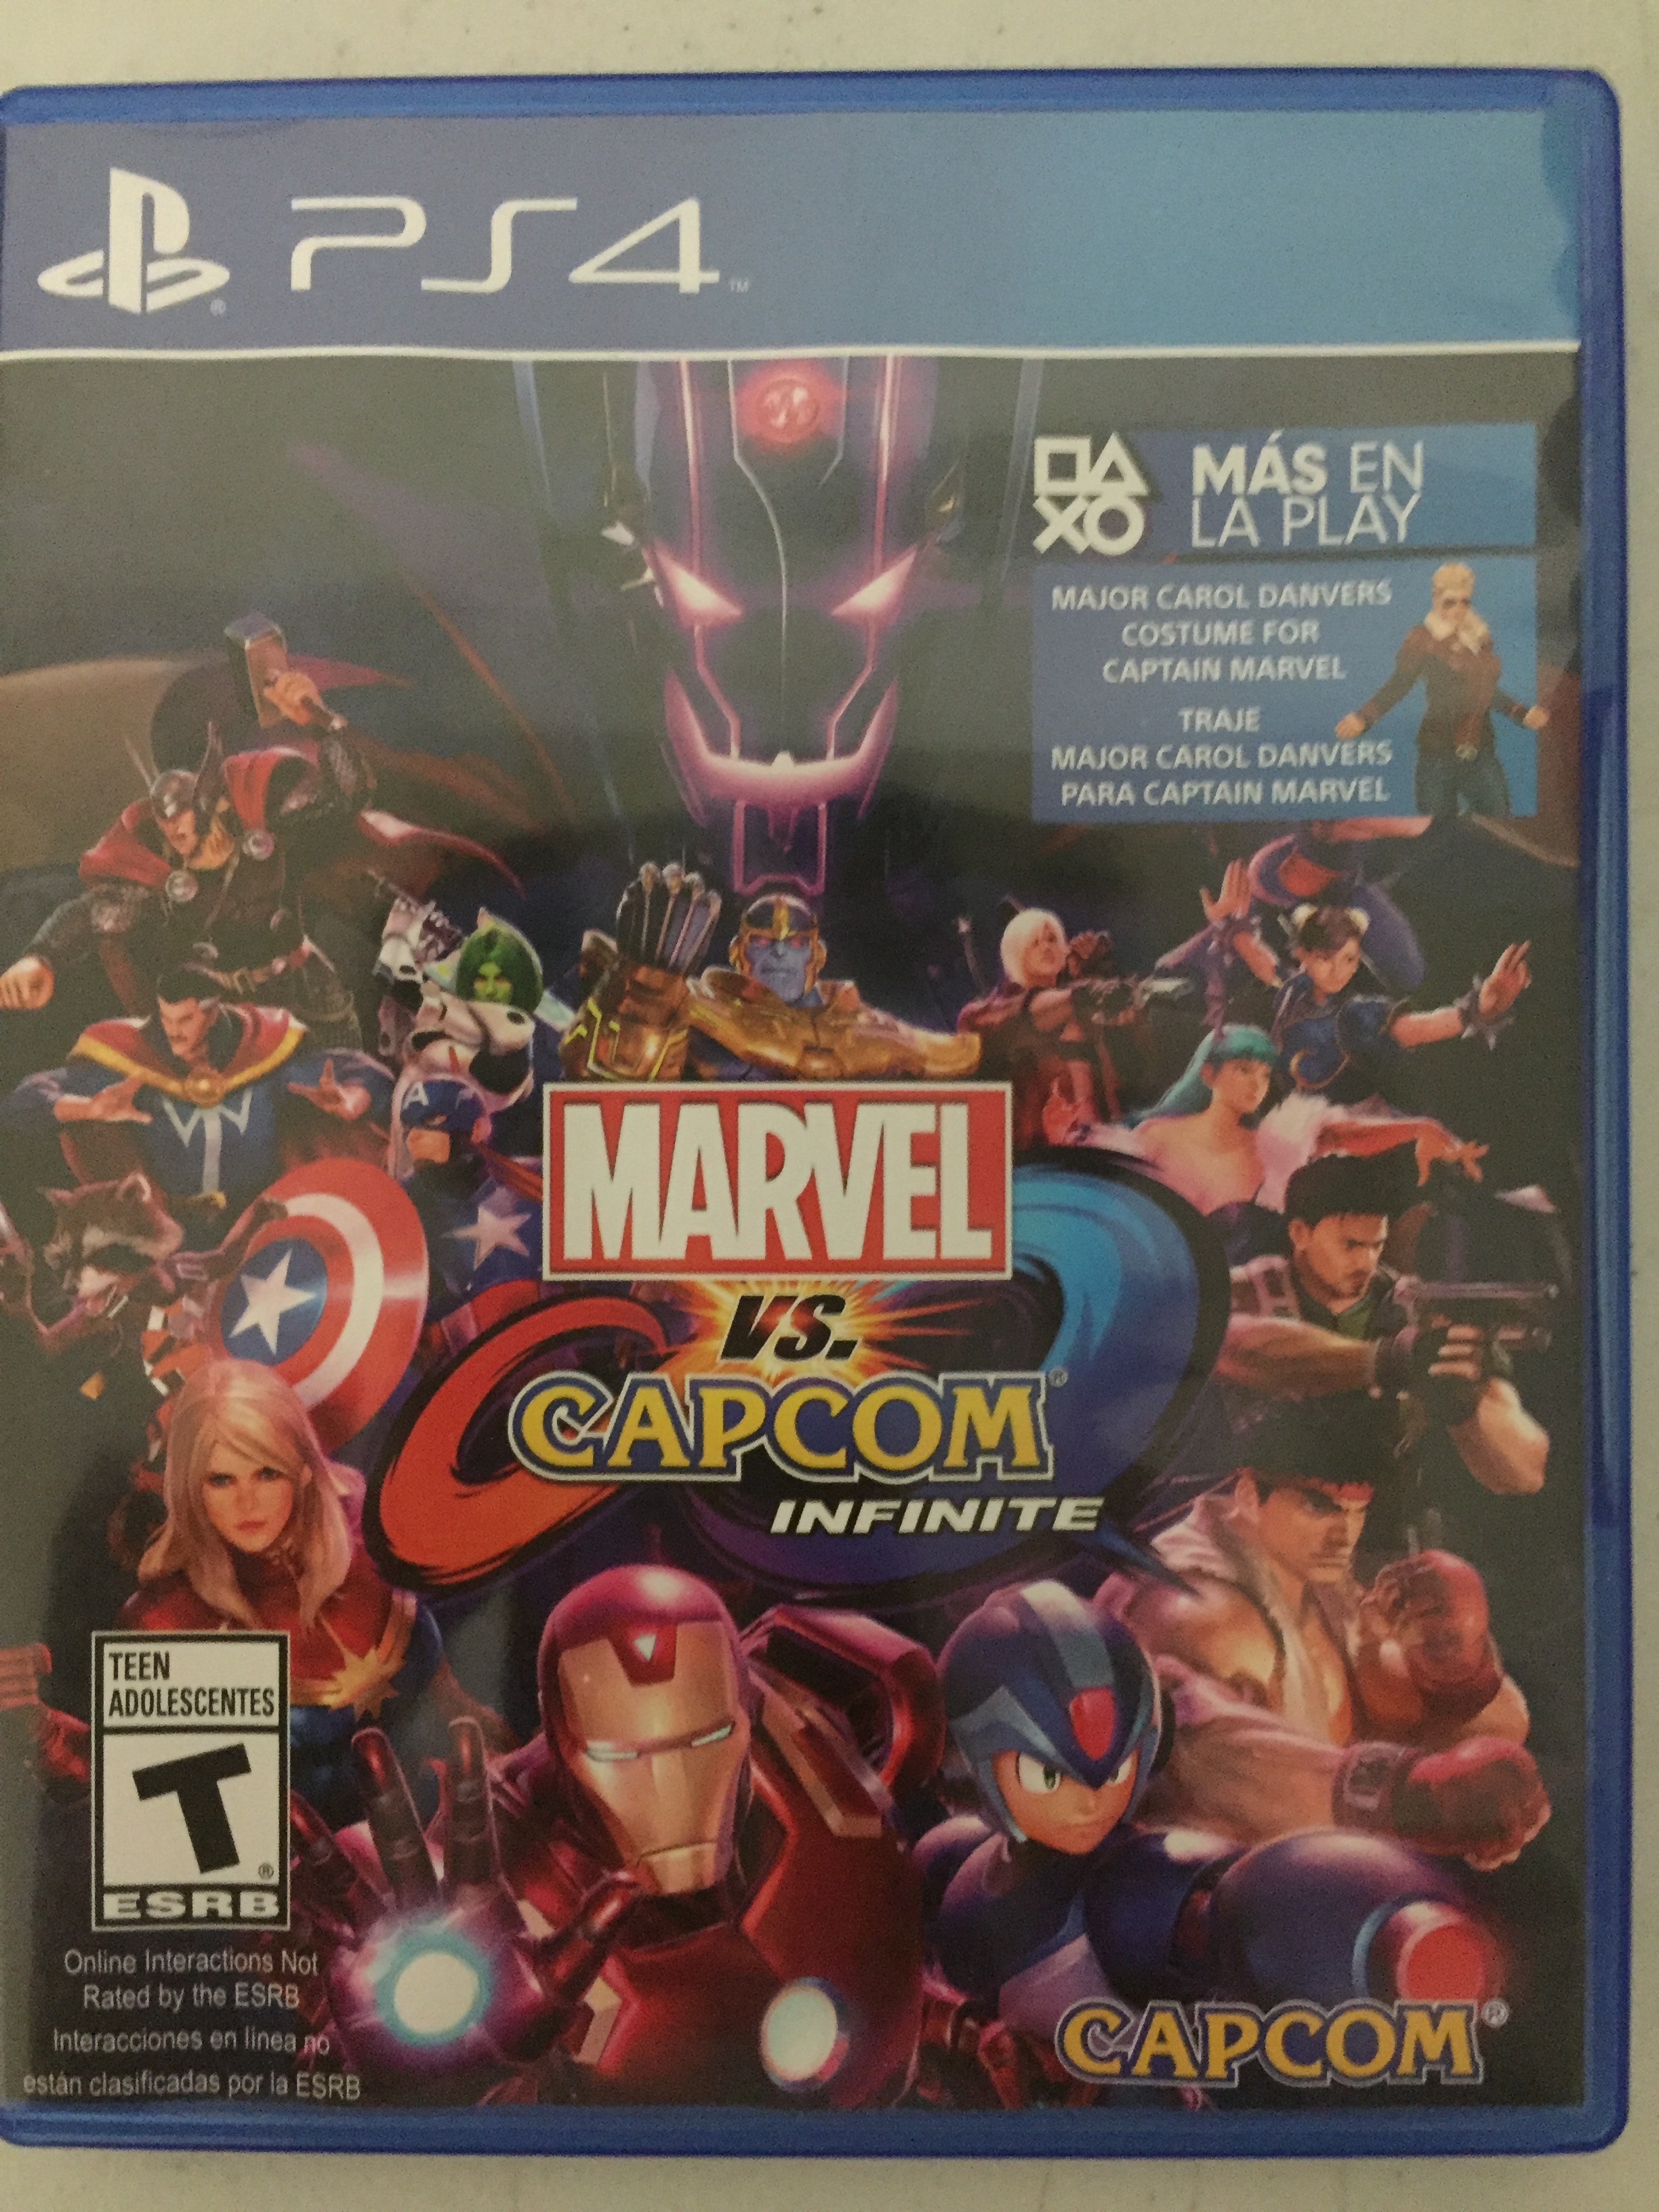 PS4™
MÁS EN
LA PLAY
MAJOR CAROL DANVERS
COSTUME FOR
CAPTAIN MARVEL
TRAJE
MAJOR CAROL DANVERS
PARA CAPTAIN MARVEL
MARVEL
VS.
CAPCOM®
INFINITE
TEEN
ADOLESCENTES
T
®
ESRB
Online Interactions Not
Rated by the ESRB
Interacciones en línea no
están clasificadas por la ESRB
CAPCOM®